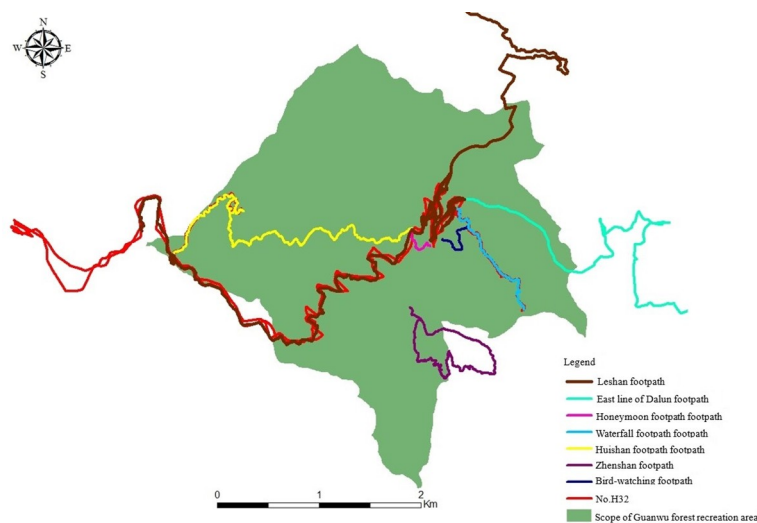 N
W
E
S
Legend
Leshan footpath
East line of Dalun footpath
Honeymoon footpath footpath
Waterfall footpath footpath
Huishan footpath footpath
Zhenshan footpath
Bird-watching footpath
No.H32
Scope of Guanwu forest recreation area
0 1 2
Km